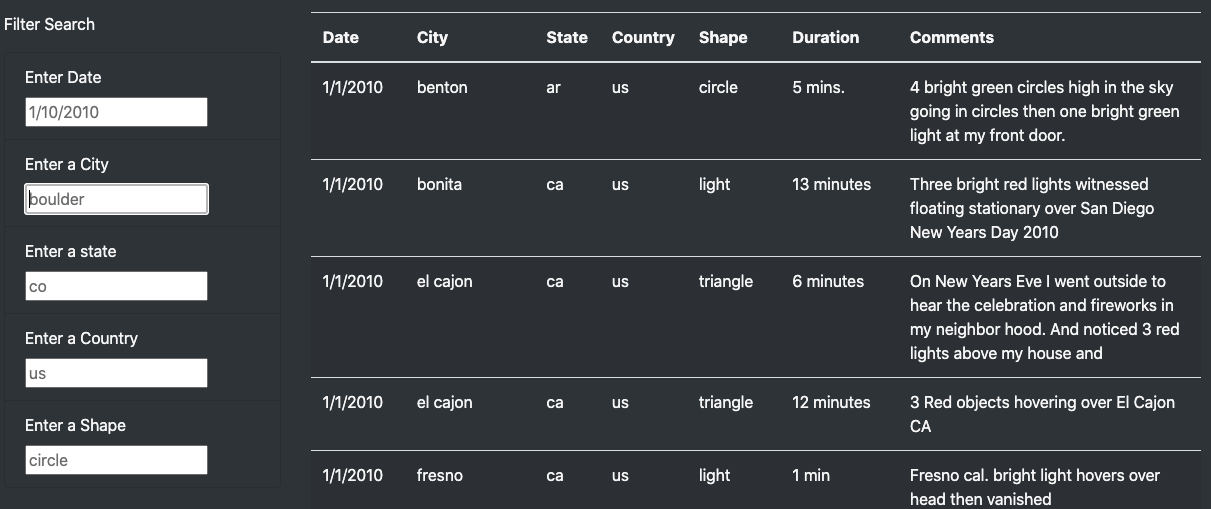 Filter Search
Enter Date
1/10/2010
Enter a City
boulder
Enter a state
co
Enter a Country
us
Enter a Shape
circle
Date City State Country Shape Duration Comments
1/1/2010 benton ar us circle 5 mins. 4 bright green circles high in the sky
going in circles then one bright green
light at my front door.
1/1/2010 bonita ca us light 13 minutes Three bright red lights witnessed
floating stationary over San Diego
New Years Day 2010
1/1/2010 el cajon ca us triangle 6 minutes On New Years Eve I went outside to
hear the celebration and fireworks in
my neighbor hood. And noticed 3 red
lights above my house and
1/1/2010 el cajon ca us triangle 12 minutes 3 Red objects hovering over El Cajon
CA
1/1/2010 fresno ca us light 1 min Fresno cal. bright light hovers over
head then vanished